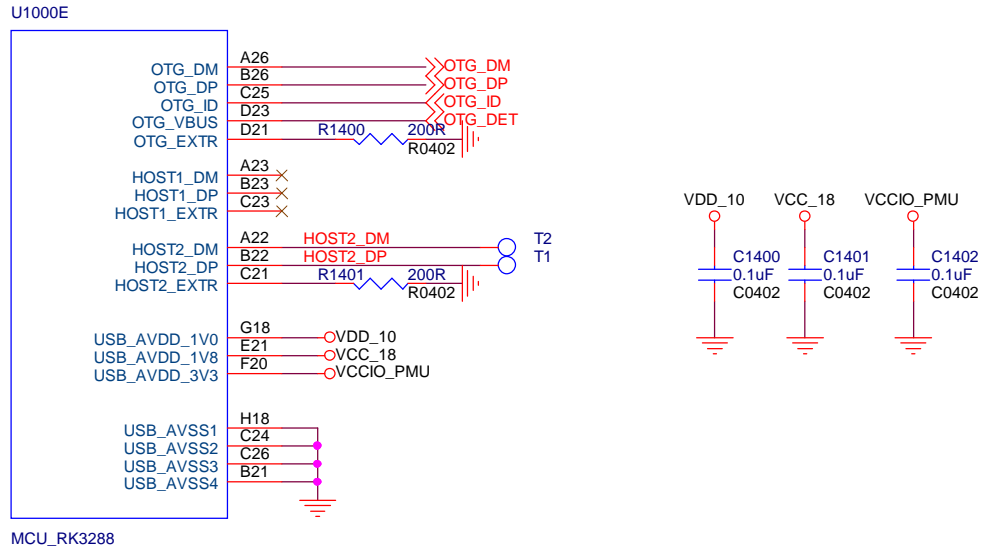 U1000E
OTG_DM A26 OTG_DM
OTG_DP B26 OTG_DP
OTG_ID C25 OTG_ID
OTG_VBUS D23 OTG_DET
OTG_EXTR D21 R1400 200R
R0402
HOST1_DM A23
HOST1_DP B23
HOST1_EXTR C23
HOST2_DM A22 HOST2_DM T2
HOST2_DP B22 HOST2_DP T1
HOST2_EXTR C21 R1401 200R
R0402
USB_AVDD_1V0 G18 VDD_10
USB_AVDD_1V8 E21 VCC_18
USB_AVDD_3V3 F20 VCCIO_PMU
USB_AVSS1 H18
USB_AVSS2 C24
USB_AVSS3 C26
USB_AVSS4 B21
MCU_RK3288
VDD_10 VCC_18 VCCIO_PMU
C1400 C1401 C1402
0.1uF 0.1uF 0.1uF
C0402 C0402 C0402